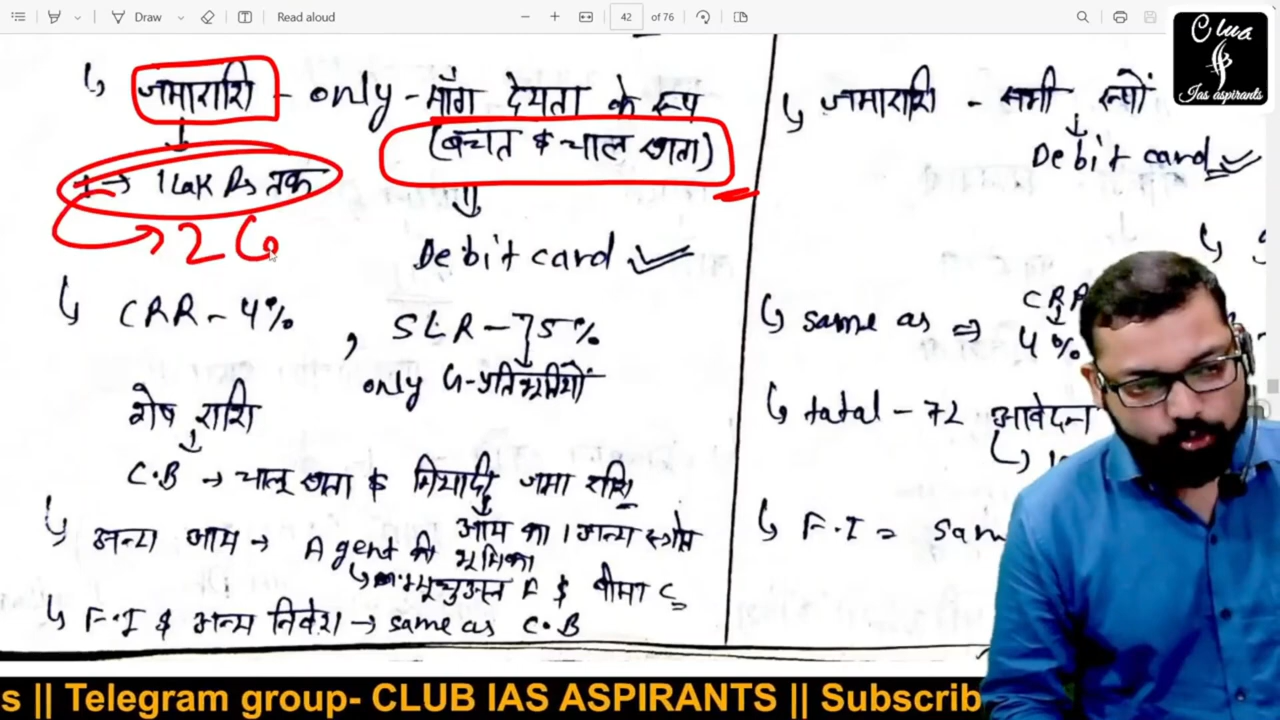 Draw
Read aloud
42 of 76
Clua
Ias aspirants
↳ जमाराशि - only - माँग देयता के रूप
(बचत & चालू खाता)
→ 1 Lak Rs तक
2
Debit card ✓
↳ CRR - 4% , SLR - 75%
only G-प्रतिभूतियों
शेष राशि
C.B → चालू खाता & मियादी जमा राशि
आय का 1 अन्य स्त्रोत
↳ अन्य आय → Agent की भूमिका
म्यूचुअल F & बीमा C
↳ F.I & अन्य निवेश → same as C.B
↳ जमाराशि - सभी रूपों
Debit card ✓
CRR
↳ same as ⇒ 4%
↳ total - 72 आवेदन
↳ F.I = sam
s || Telegram group- CLUB IAS ASPIRANTS || Subscrib